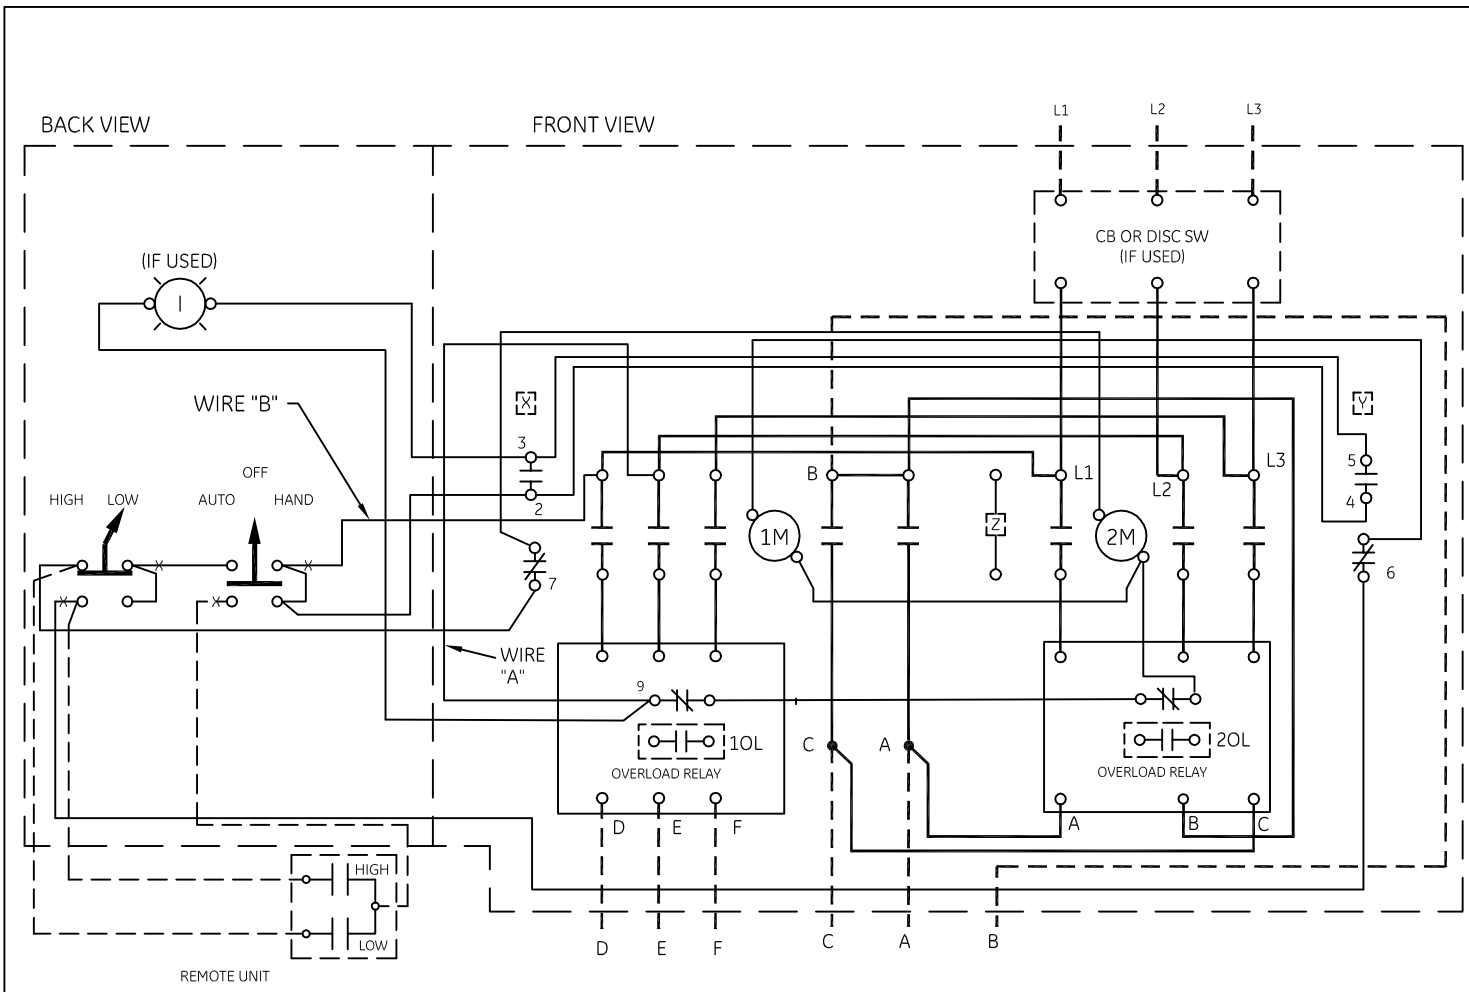 L1
L2
L3
BACK VIEW
FRONT VIEW
CB OR DISC SW
(IF USED)
(IF USED)
I
WIRE "B"
X
Y
3
OFF
HIGH
LOW
AUTO
HAND
B
L1
L2
L3
5
4
2
Z
1M
2M
X
X
7
6
X
X
WIRE
"A"
9
1OL
C
A
2OL
OVERLOAD RELAY
OVERLOAD RELAY
D
E
F
A
B
C
HIGH
LOW
D
E
F
C
A
B
REMOTE UNIT